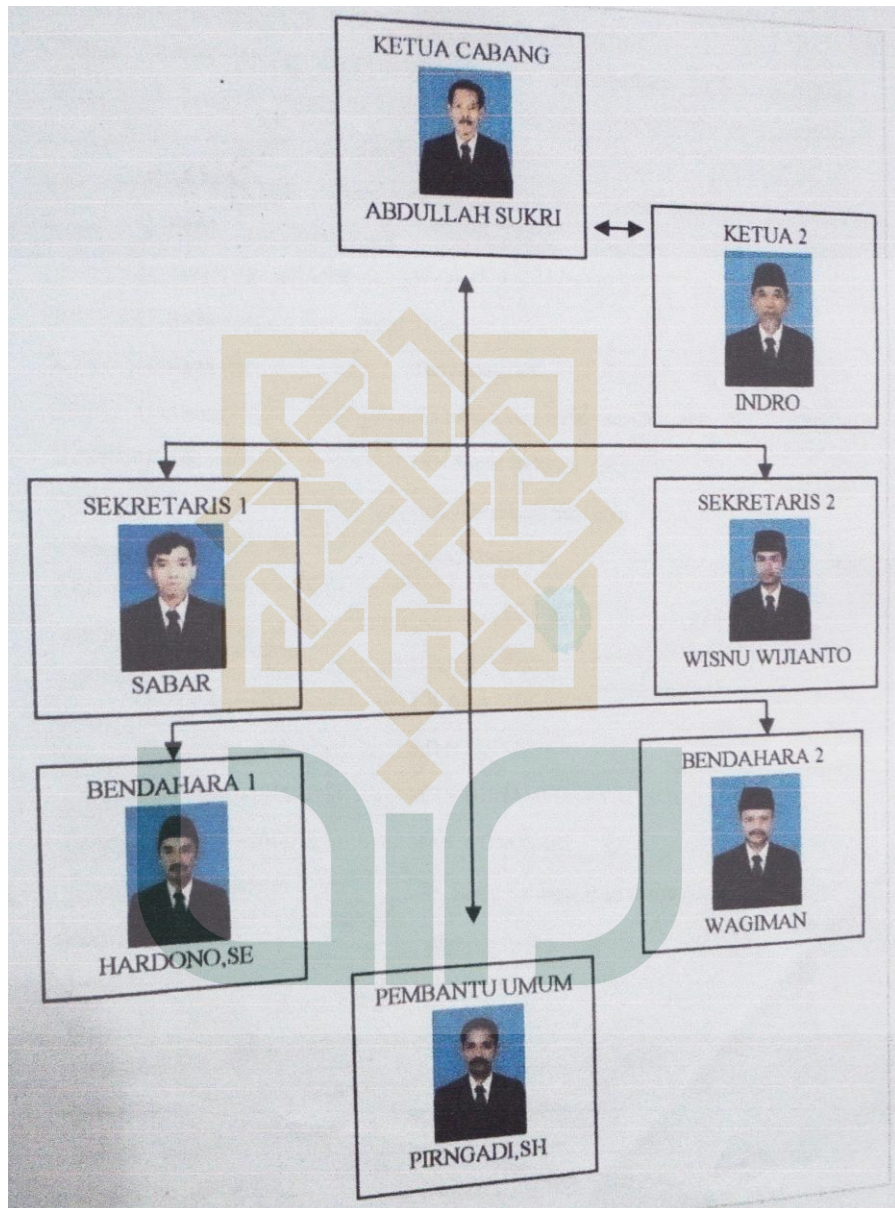 KETUA CABANG
ABDULLAH SUKRI
KETUA 2
INDRO
SEKRETARIS 1
SABAR
SEKRETARIS 2
WISNU WIJIANTO
BENDAHARA 1
HARDONO,SE
BENDAHARA 2
WAGIMAN
PEMBANTU UMUM
PIRNGADI,SH